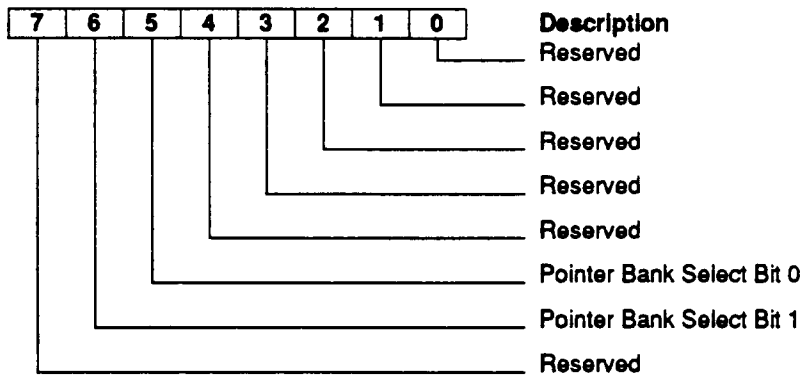 7 6 5 4 3 2 1 0 Description
Reserved
Reserved
Reserved
Reserved
Reserved
Pointer Bank Select Bit 0
Pointer Bank Select Bit 1
Reserved